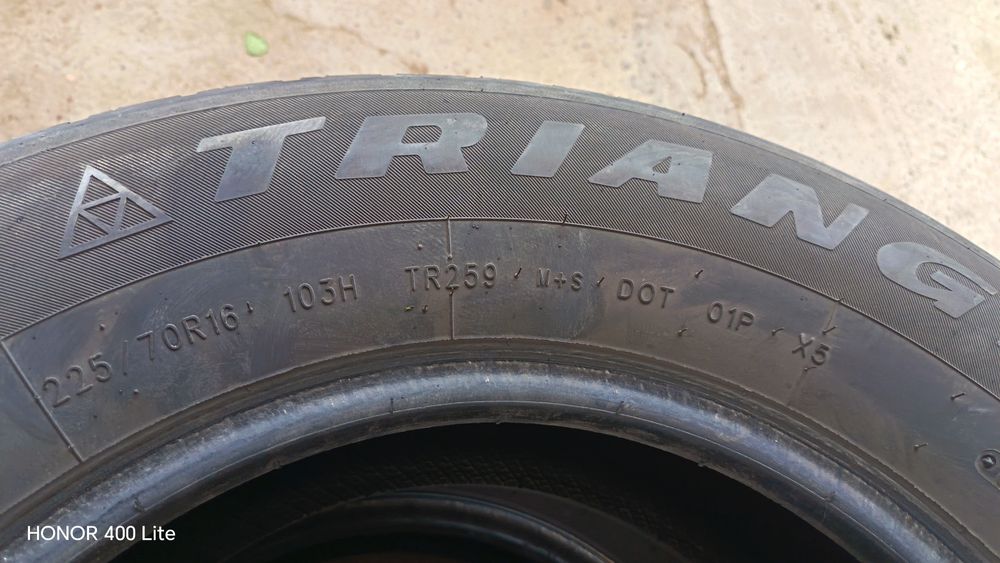 TRIANG
225/70R16 103H TR259 M+S DOT 01P X5
HONOR 400 Lite